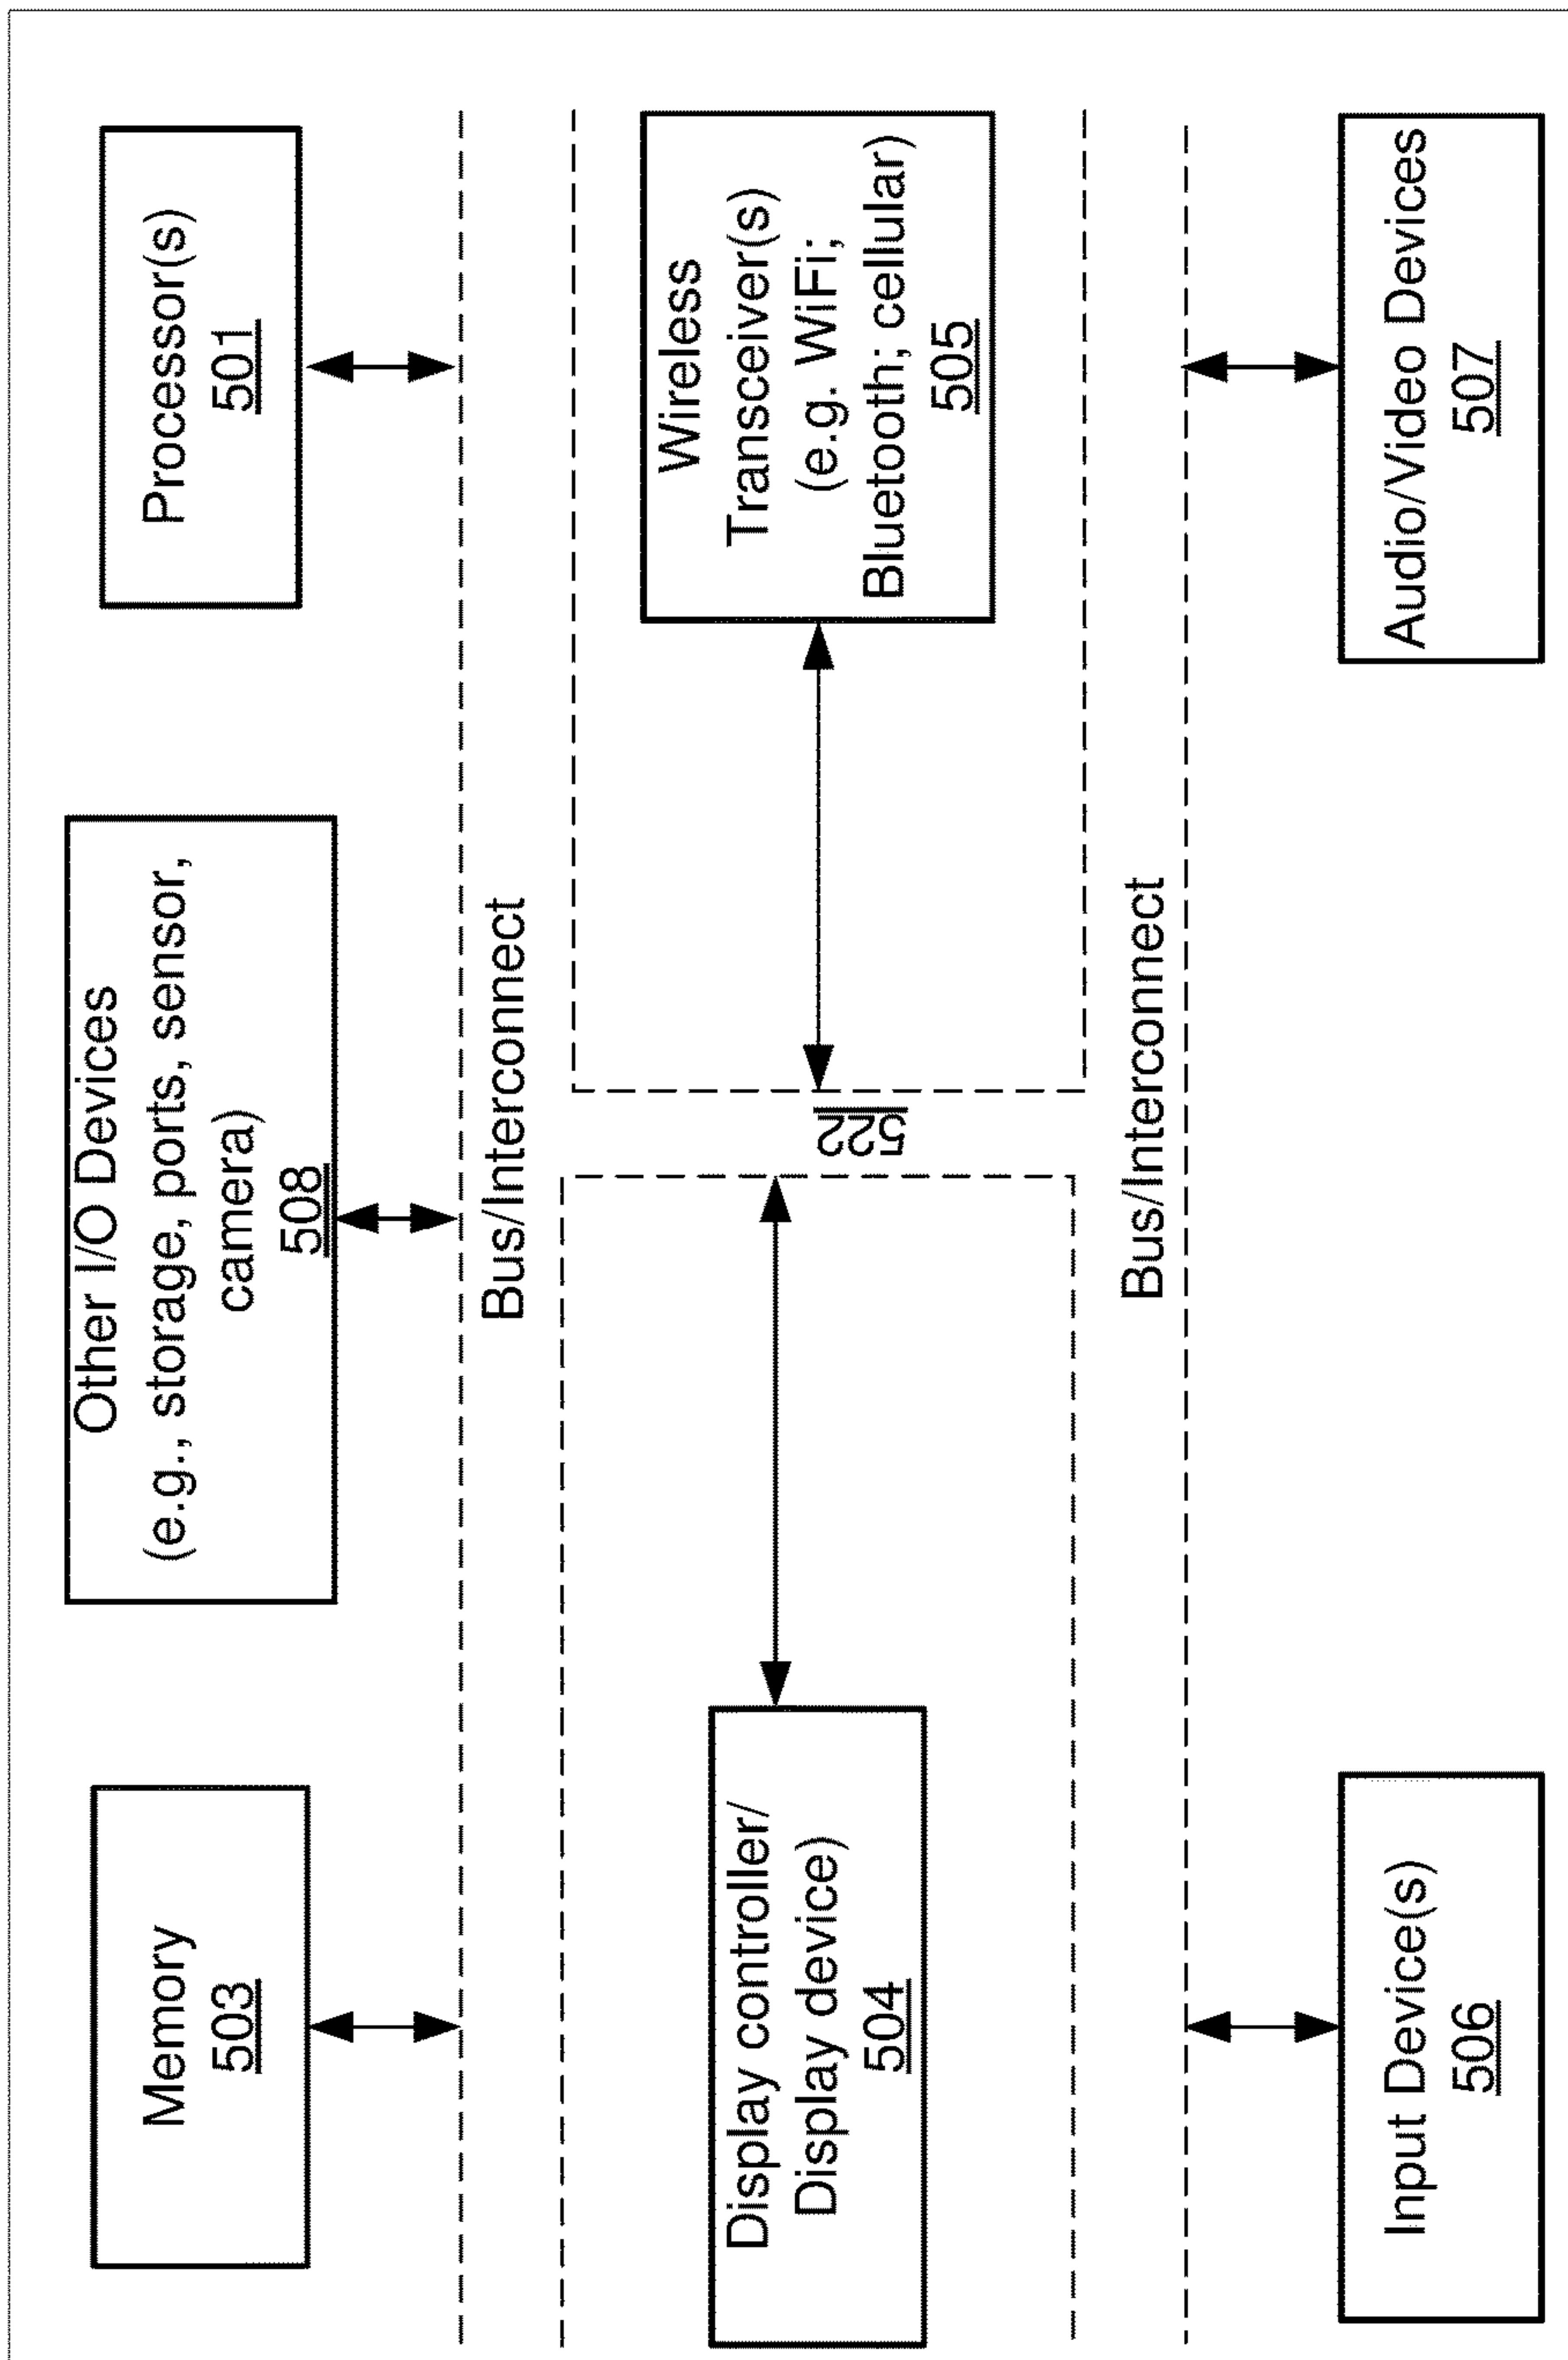 Memory
503
Other I/O Devices
(e.g., storage, ports, sensor,
camera)
508
Processor(s)
501
Bus/Interconnect
Display controller/
Display device)
504
522
Wireless
Transceiver(s)
(e.g. WiFi;
Bluetooth; cellular)
505
Bus/Interconnect
Input Device(s)
506
Audio/Video Devices
507